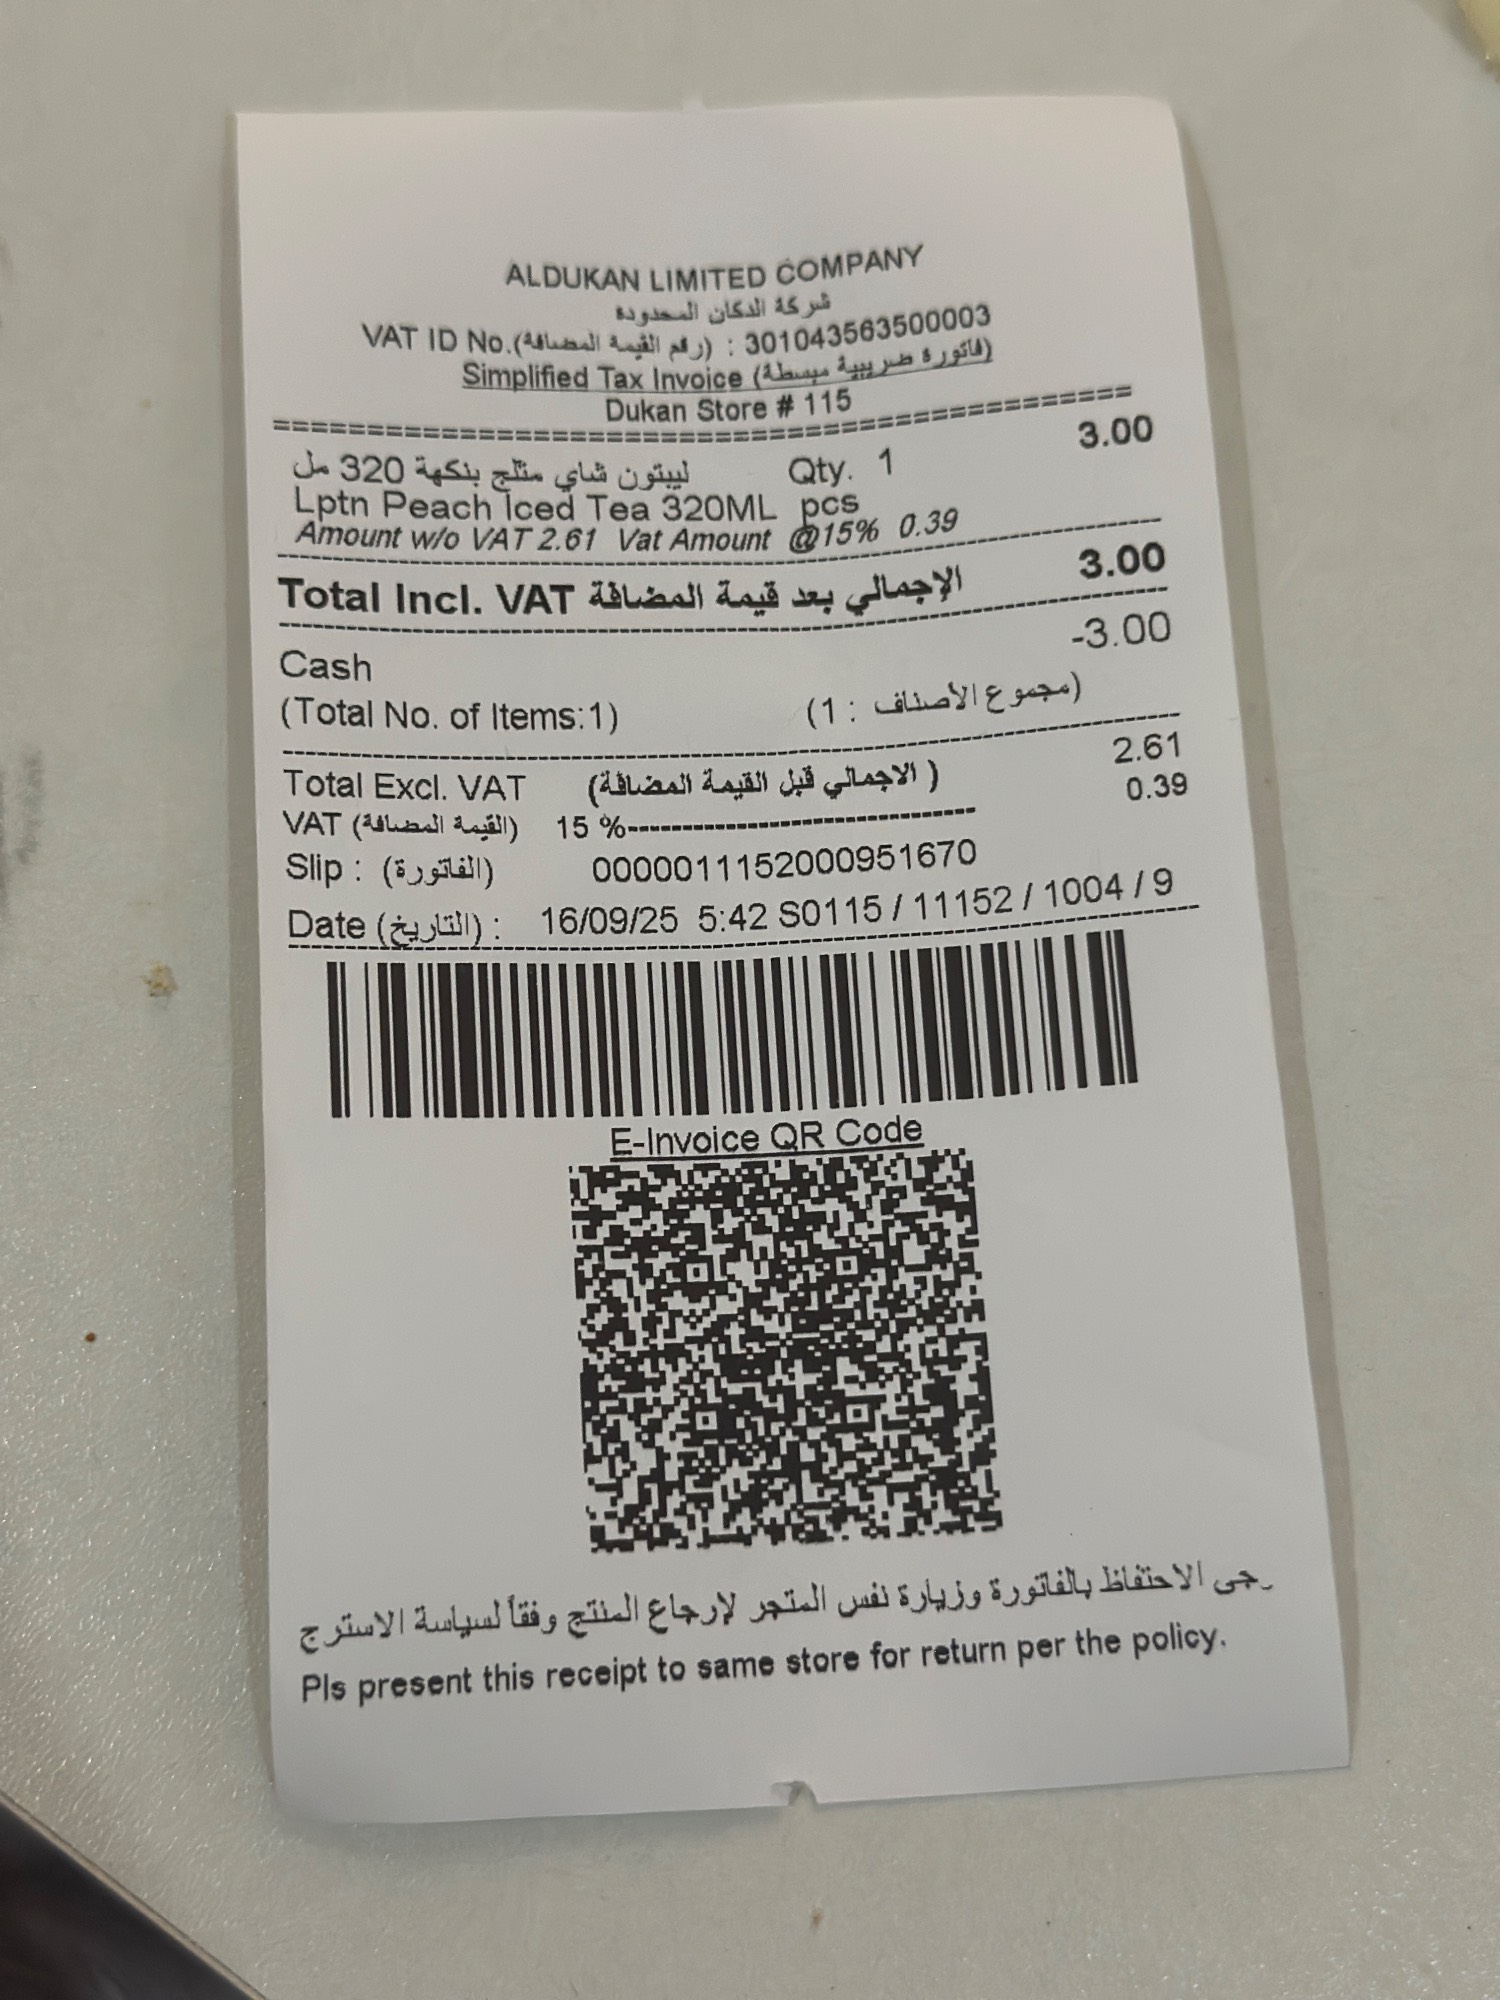 ALDUKAN LIMITED COMPANY
شركة الدكان المحدودة
VAT ID No.(رقم القيمة المضافة) : 301043563500003
Simplified Tax Invoice (فاتورة ضريبية مبسطة)
Dukan Store # 115
3.00
ليبتون شاي مثلج بنكهة 320 مل Qty. 1
Lptn Peach Iced Tea 320ML pcs
Amount w/o VAT 2.61 Vat Amount @15% 0.39
Total Incl. VAT الإجمالي بعد قيمة المضافة 3.00
Cash -3.00
(Total No. of Items:1) (مجموع الأصناف : 1)
Total Excl. VAT (الاجمالي قبل القيمة المضافة) 2.61
VAT (القيمة المضافة) 15 %------------------------------------ 0.39
Slip : (الفاتورة) 0000011152000951670
Date (التاريخ) : 16/09/25 5:42 S0115 / 11152 / 1004 / 9
E-Invoice QR Code
رجى الاحتفاظ بالفاتورة وزيارة نفس المتجر لإرجاع المنتج وفقاً لسياسة الاسترج
Pls present this receipt to same store for return per the policy.